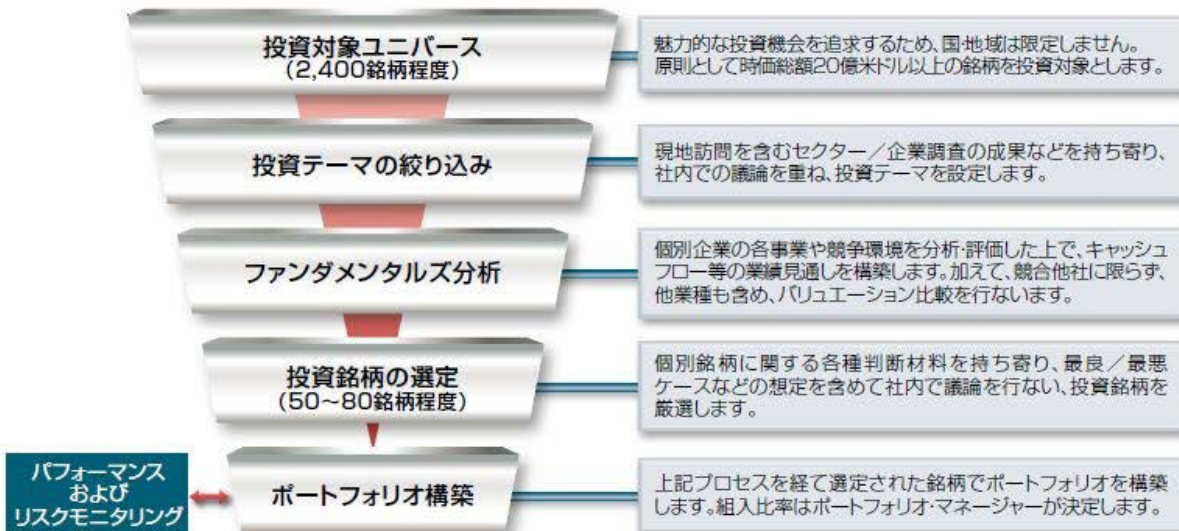 投資対象ユニバース
(2,400銘柄程度)
魅力的な投資機会を追求するため、国・地域は限定しません。
原則として時価総額20億米ドル以上の銘柄を投資対象とします。
投資テーマの絞り込み
現地訪問を含むセクター／企業調査の成果などを持ち寄り、
社内での議論を重ね、投資テーマを設定します。
ファンダメンタルズ分析
個別企業の各事業や競争環境を分析・評価した上で、キャッシュ
フロー等の業績見通しを構築します。加えて、競合他社に限らず、
他業種も含め、バリュエーション比較を行ないます。
投資銘柄の選定
(50～80銘柄程度)
個別銘柄に関する各種判断材料を持ち寄り、最良／最悪
ケースなどの想定を含めて社内で議論を行ない、投資銘柄を
厳選します。
パフォーマンス
および
リスクモニタリング
ポートフォリオ構築
上記プロセスを経て選定された銘柄でポートフォリオを構築
します。組入比率はポートフォリオ・マネージャーが決定します。